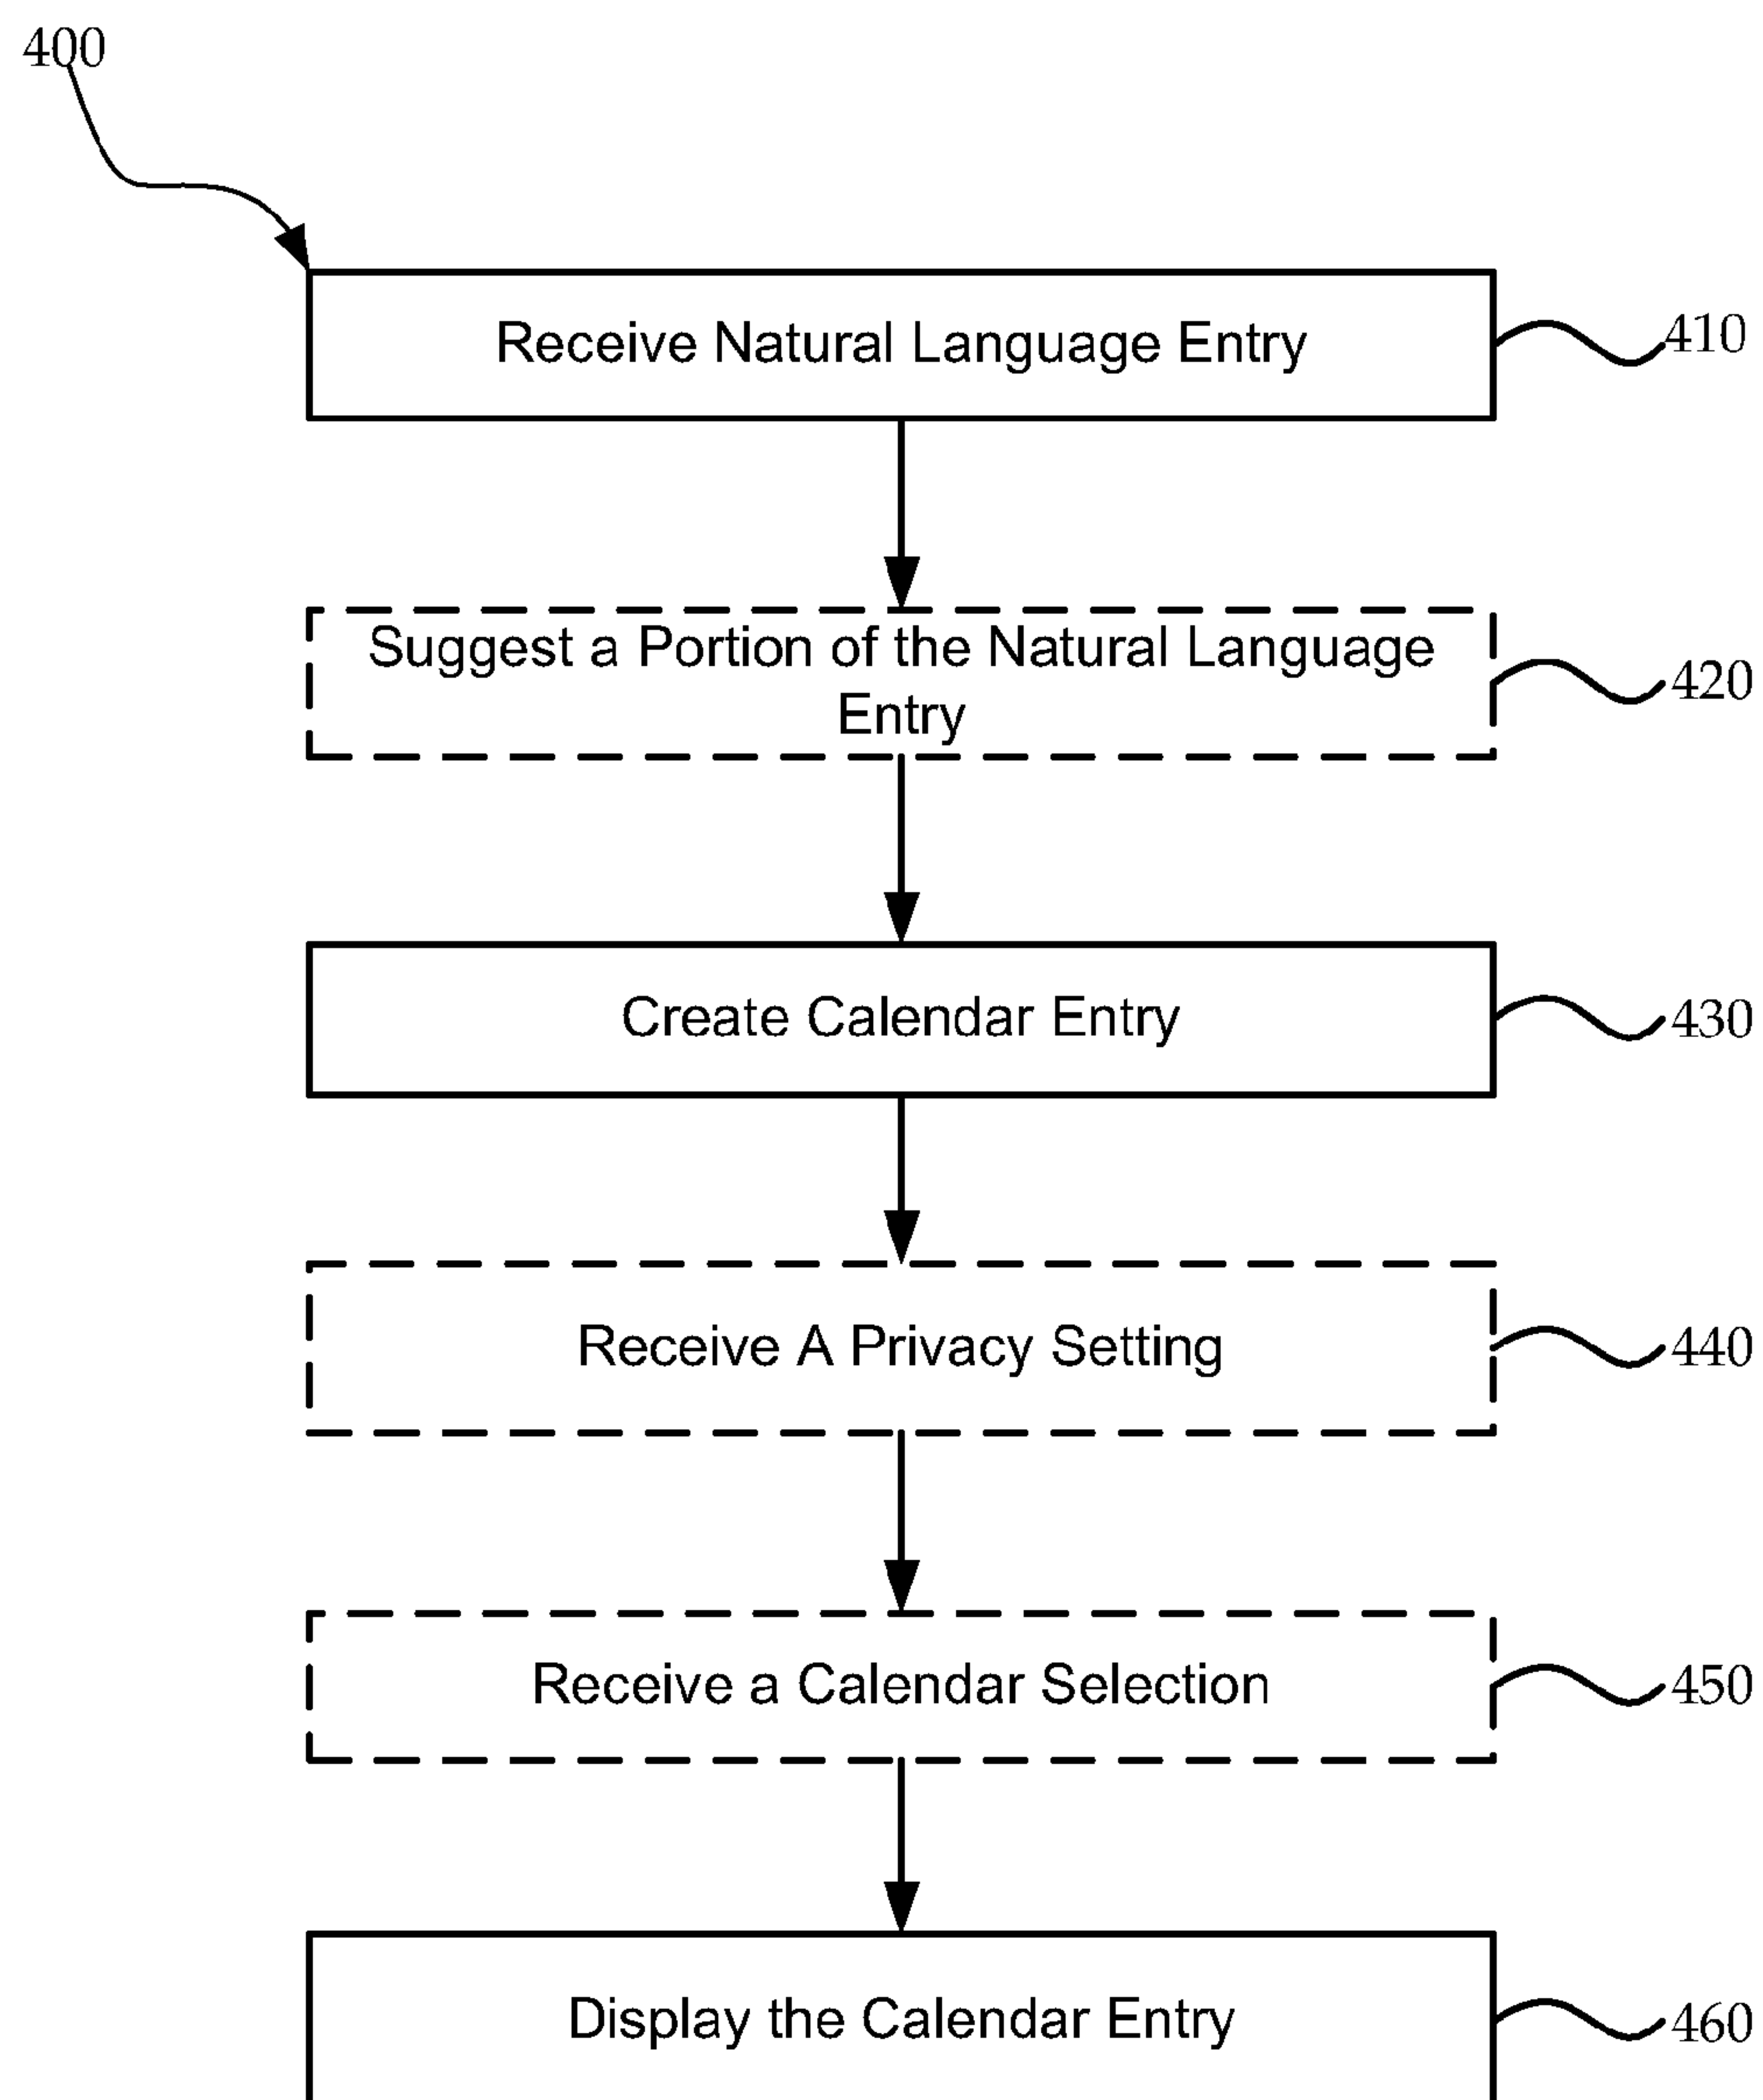 400
Receive Natural Language Entry
410
Suggest a Portion of the Natural Language
Entry
420
Create Calendar Entry
430
Receive A Privacy Setting
440
Receive a Calendar Selection
450
Display the Calendar Entry
460